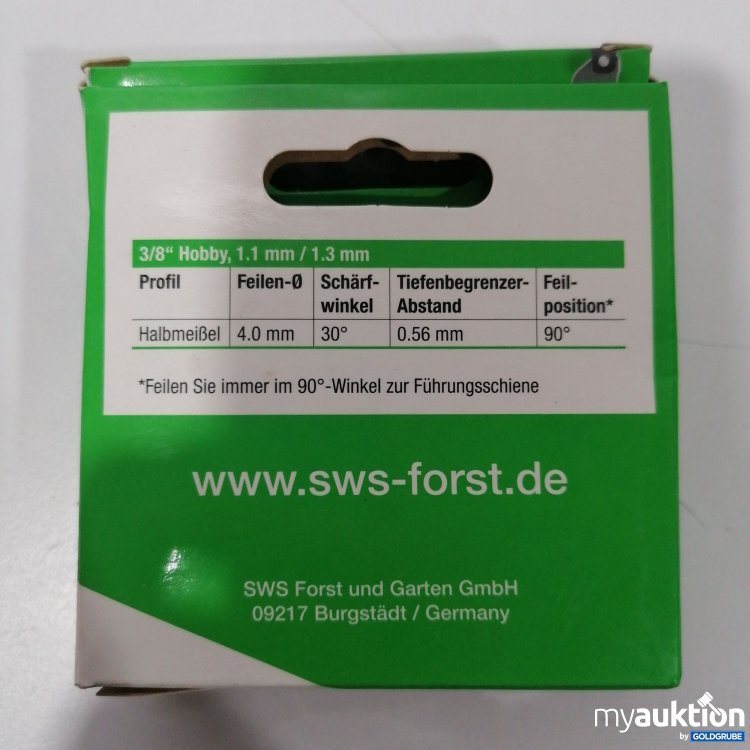 3/8“ Hobby, 1.1 mm / 1.3 mm
Profil Feilen-Ø Schärf- Tiefenbegrenzer- Feil-
winkel Abstand position*
Halbmeißel 4.0 mm 30° 0.56 mm 90°
*Feilen Sie immer im 90°-Winkel zur Führungsschiene
www.sws-forst.de
SWS Forst und Garten GmbH
09217 Burgstädt / Germany
myauktion
by GOLDGRUBE